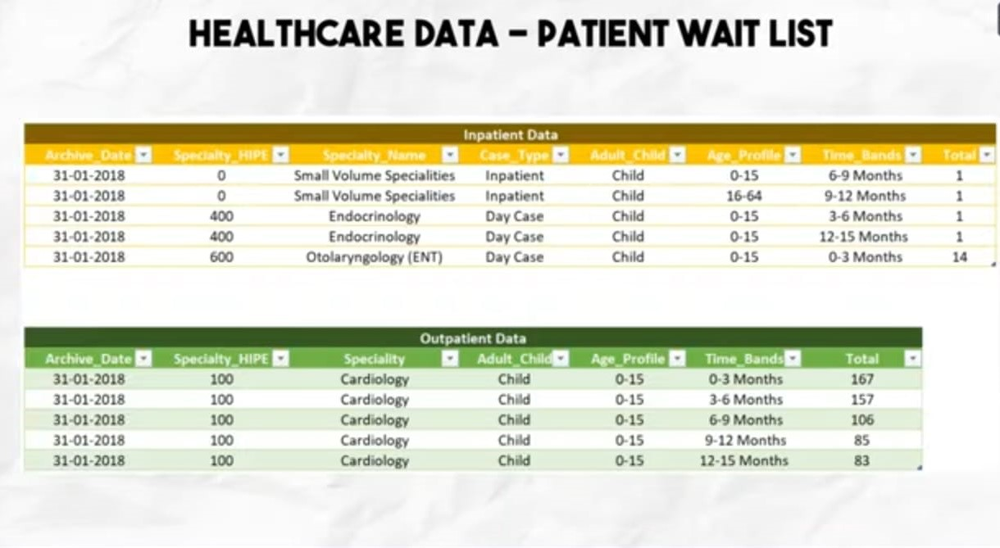 HEALTHCARE DATA – PATIENT WAIT LIST
Inpatient Data
Archive_Date Specialty_HIPE Specialty_Name Case_Type Adult_Child Age_Profile Time_Bands Total
31-01-2018 0 Small Volume Specialities Inpatient Child 0-15 6-9 Months 1
31-01-2018 0 Small Volume Specialities Inpatient Child 16-64 9-12 Months 1
31-01-2018 400 Endocrinology Day Case Child 0-15 3-6 Months 1
31-01-2018 400 Endocrinology Day Case Child 0-15 12-15 Months 1
31-01-2018 600 Otolaryngology (ENT) Day Case Child 0-15 0-3 Months 14
Outpatient Data
Archive_Date Specialty_HIPE Speciality Adult_Child Age_Profile Time_Bands Total
31-01-2018 100 Cardiology Child 0-15 0-3 Months 167
31-01-2018 100 Cardiology Child 0-15 3-6 Months 157
31-01-2018 100 Cardiology Child 0-15 6-9 Months 106
31-01-2018 100 Cardiology Child 0-15 9-12 Months 85
31-01-2018 100 Cardiology Child 0-15 12-15 Months 83